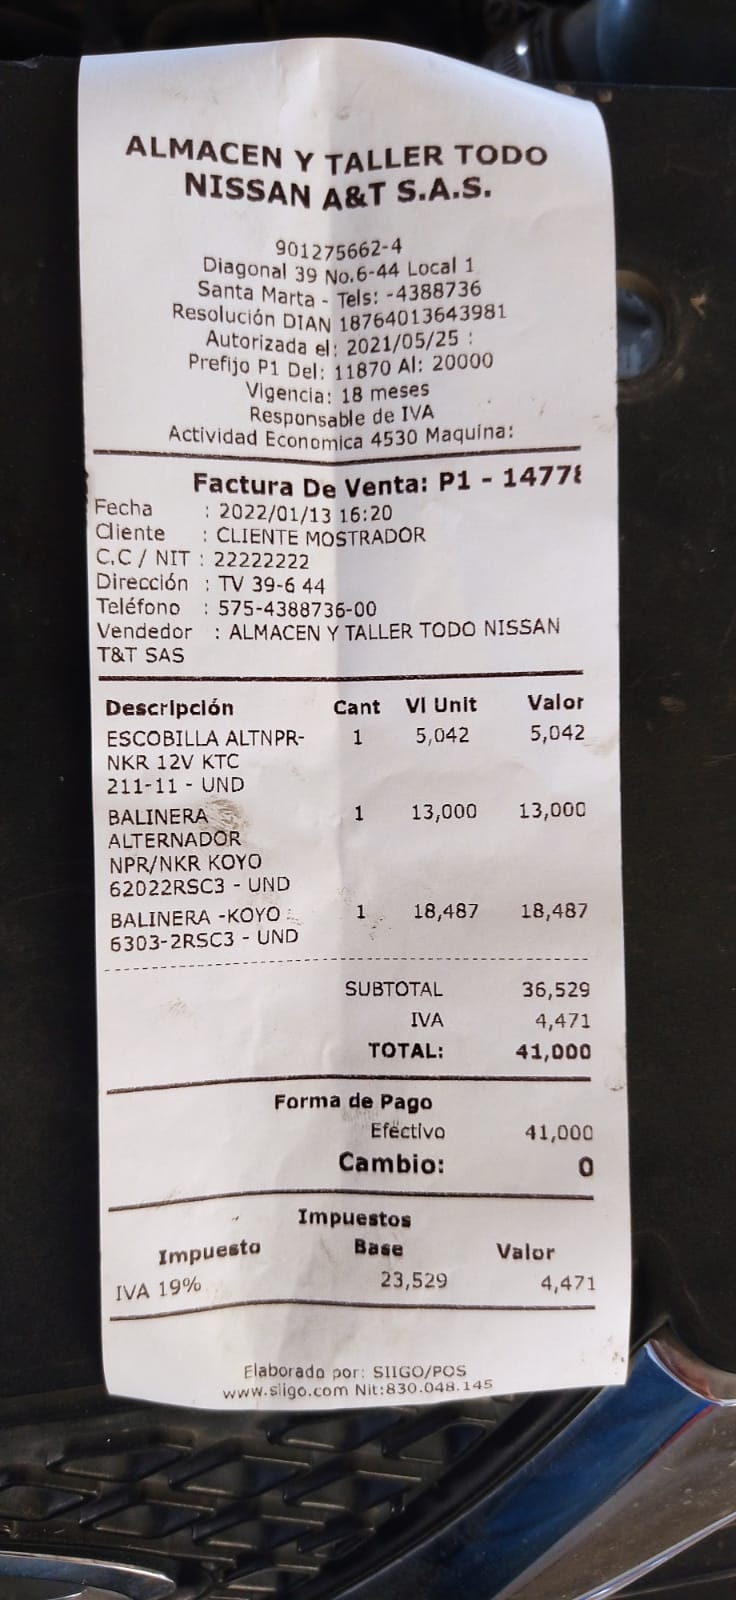 ALMACEN Y TALLER TODO
NISSAN A&T S.A.S.
901275662-4
Diagonal 39 No.6-44 Local 1
Santa Marta - Tels: -4388736
Resolución DIAN 18764013643981
Autorizada el: 2021/05/25 :
Prefijo P1 Del: 11870 Al: 20000
Vigencia: 18 meses
Responsable de IVA
Actividad Economica 4530 Maquina:
Factura De Venta: P1 - 14778
Fecha : 2022/01/13 16:20
Cliente : CLIENTE MOSTRADOR
C.C / NIT : 22222222
Dirección : TV 39-6 44
Teléfono : 575-4388736-00
Vendedor : ALMACEN Y TALLER TODO NISSAN
T&T SAS
Descripción Cant Vl Unit Valor
ESCOBILLA ALTNPR- 1 5,042 5,042
NKR 12V KTC
211-11 - UND
BALINERA 1 13,000 13,000
ALTERNADOR
NPR/NKR KOYO
62022RSC3 - UND
BALINERA -KOYO 1 18,487 18,487
6303-2RSC3 - UND
SUBTOTAL 36,529
IVA 4,471
TOTAL: 41,000
Forma de Pago
Efectivo 41,000
Cambio: 0
Impuestos
Impuesto Base Valor
IVA 19% 23,529 4,471
Elaborado por: SIIGO/POS
www.siigo.com Nit:830.048.145